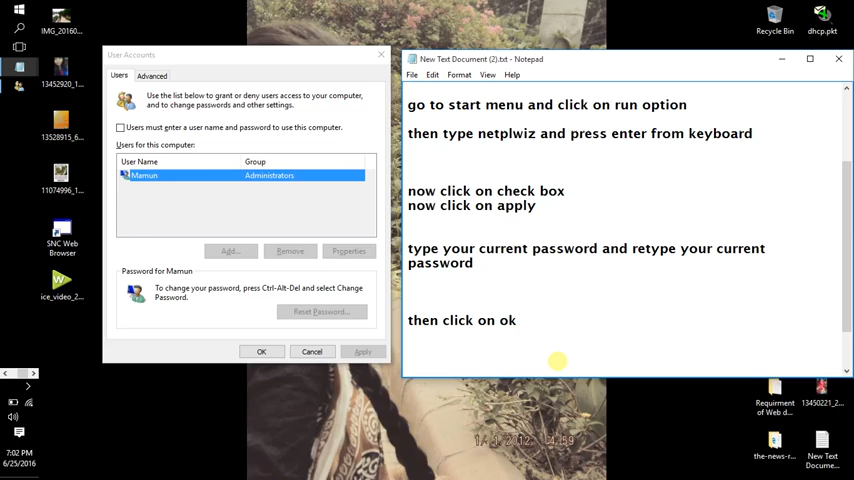 IMG_20160...
Recycle Bin
dhcp.pkt
13452920_1...
13528915_6...
11074996_1...
SNC Web
Browser
ice_video_2...
7:02 PM
6/25/2016
User Accounts
Users
Advanced
Use the list below to grant or deny users access to your computer,
and to change passwords and other settings.
Users must enter a user name and password to use this computer.
Users for this computer:
User Name
Group
Mamun
Administrators
Add...
Remove
Properties
Password for Mamun
To change your password, press Ctrl-Alt-Del and select Change
Password.
Reset Password...
OK
Cancel
Apply
New Text Document (2).txt - Notepad
File Edit Format View Help
go to start menu and click on run option
then type netplwiz and press enter from keyboard
now click on check box
now click on apply
type your current password and retype your current
password
then click on ok
Requirment
of Web d...
13450221_2...
the-news-r...
New Text
Docume...